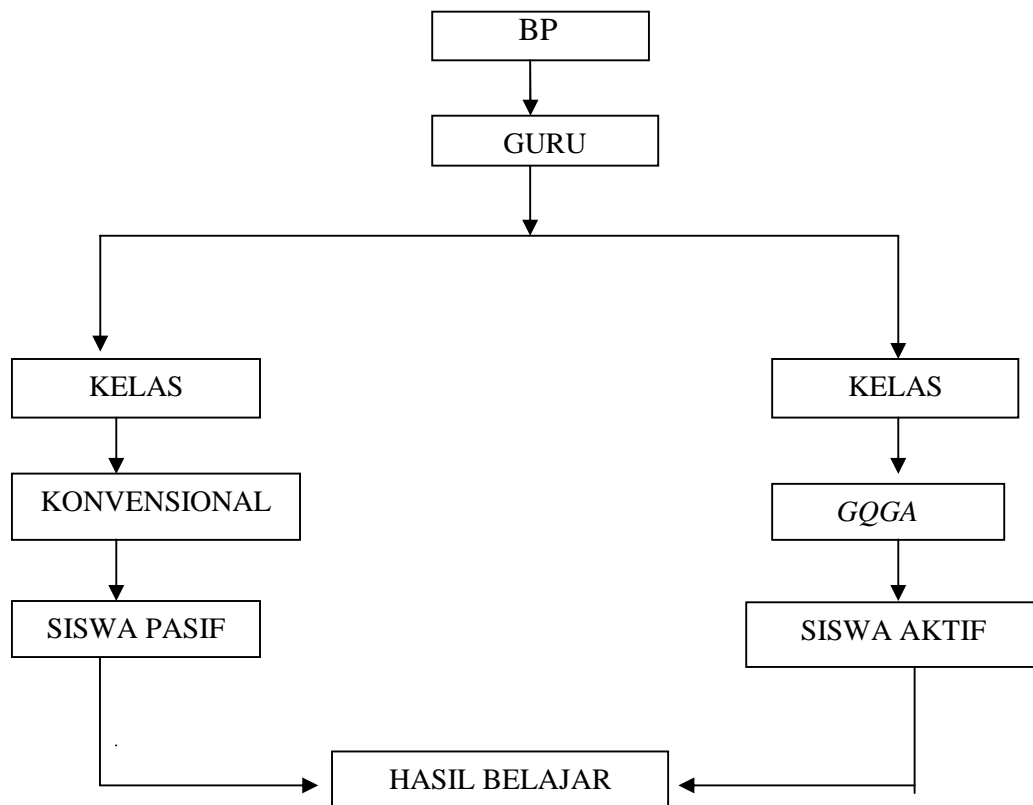 BP
GURU
KELAS
KELAS
KONVENSIONAL
GQGA
SISWA PASIF
SISWA AKTIF
HASIL BELAJAR